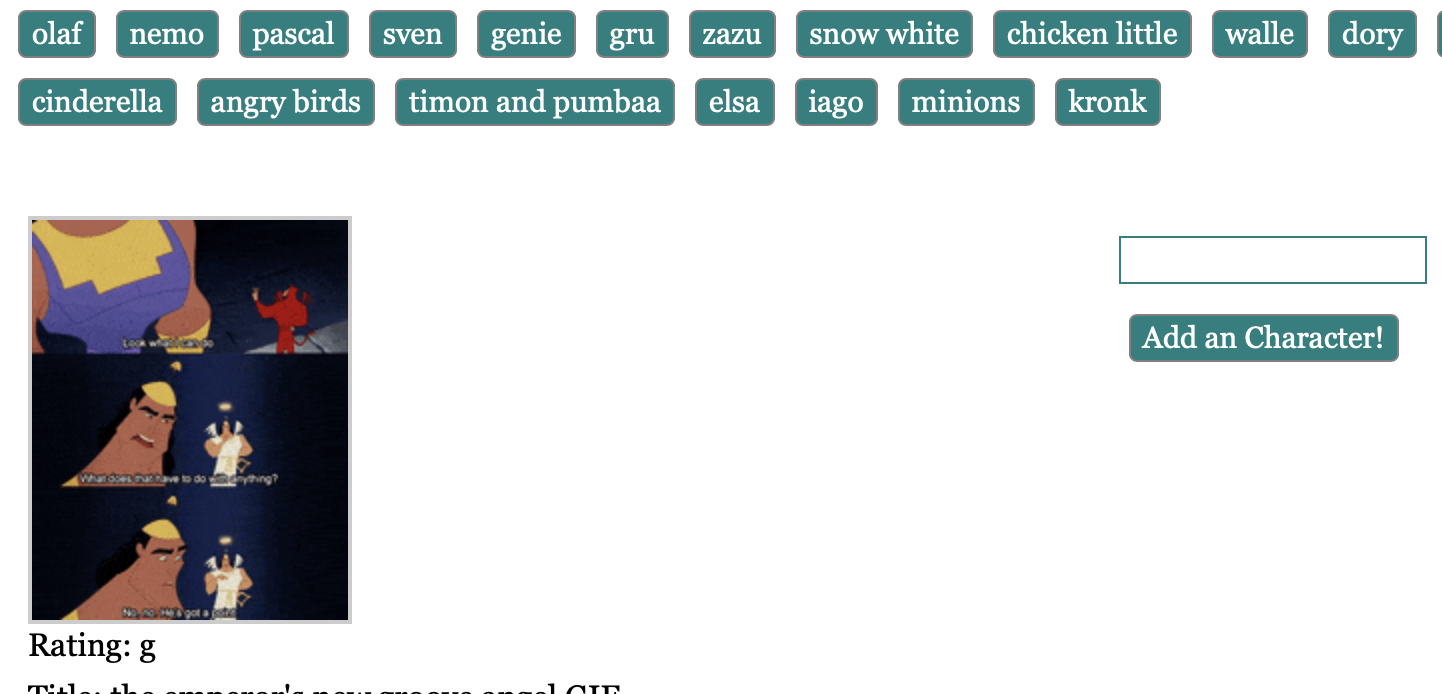 olaf nemo pascal sven genie gru zazu snow white chicken little walle dory
cinderella angry birds timon and pumbaa elsa iago minions kronk
Look what I can do
What does that have to do with anything?
No, no. He's got a point
Add an Character!
Rating: g
Title: the emperor's new groove angel GIF